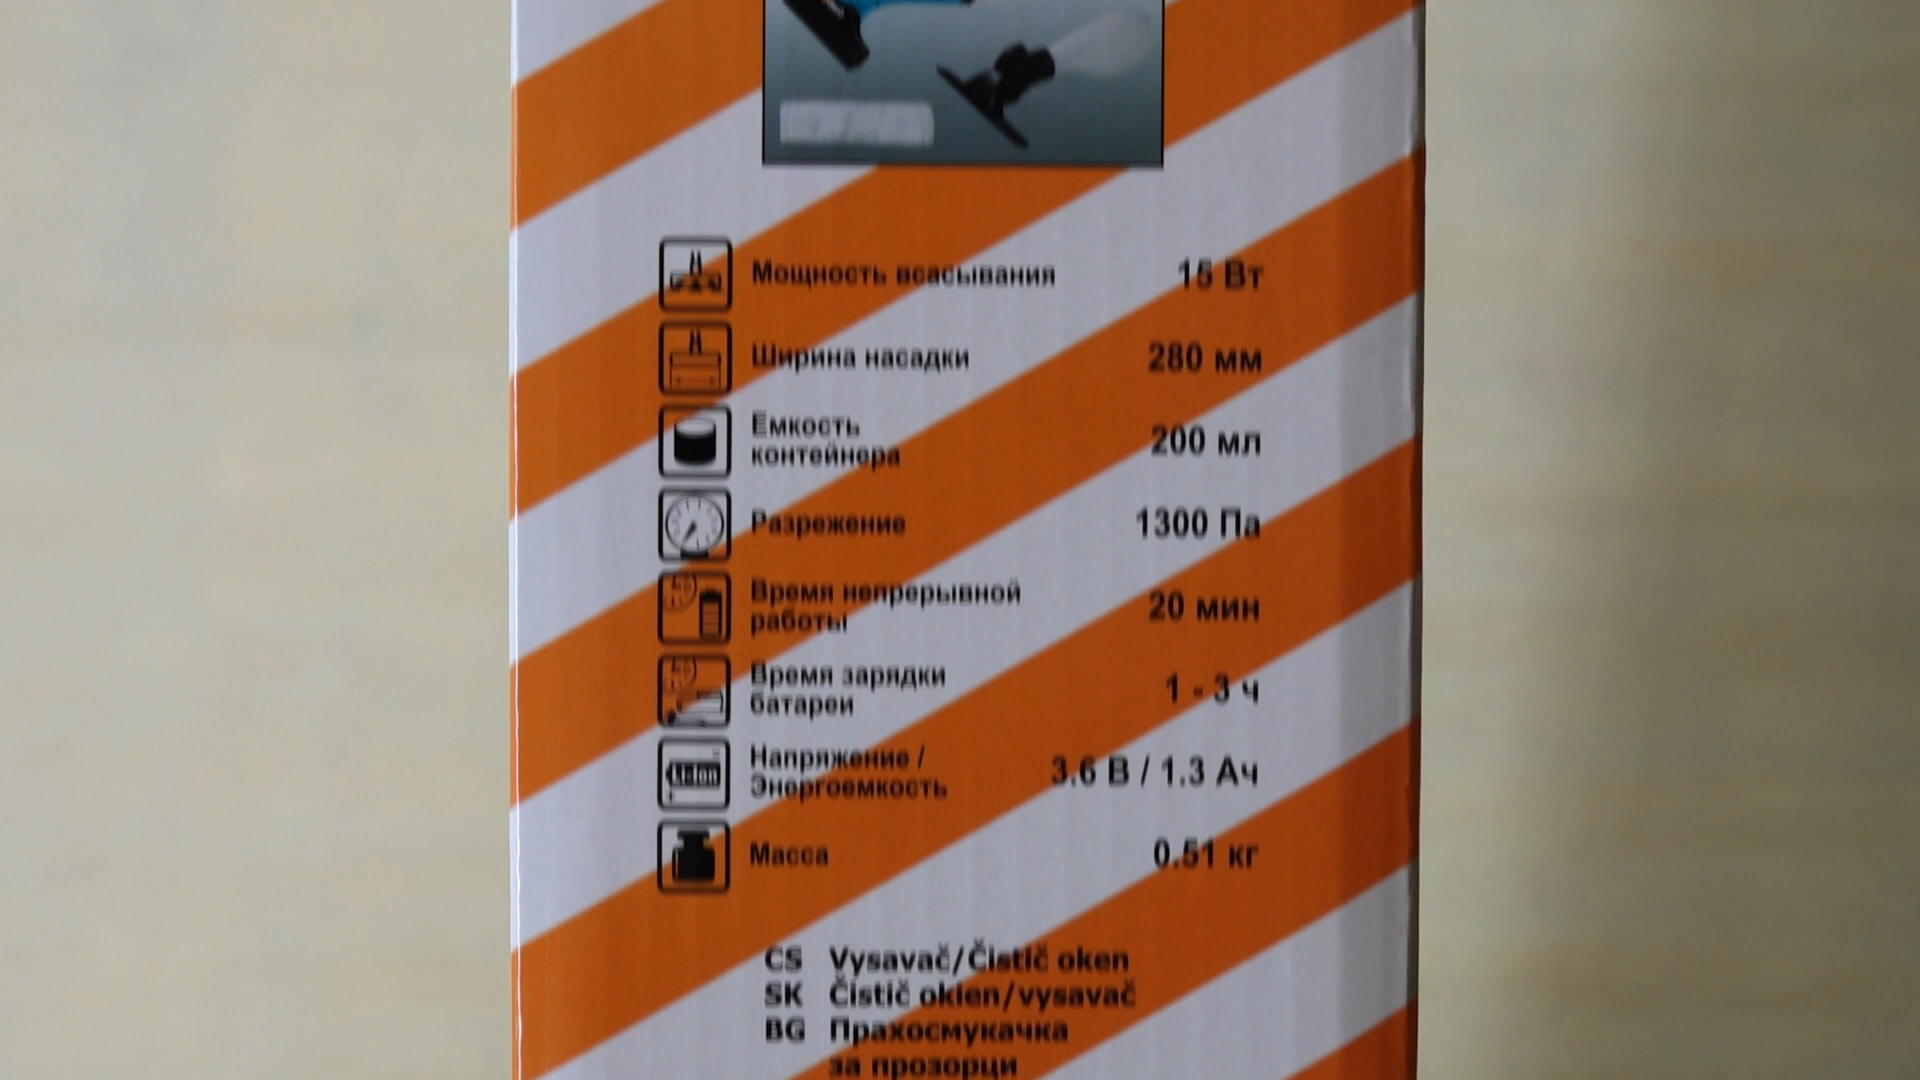 Мощность всасывания 15 Вт
Ширина насадки 280 мм
Емкость
контейнера 200 мл
Разрежение 1300 Па
Время непрерывной
работы 20 мин
Время зарядки
батареи 1 - 3 ч
Напряжение /
Энергоемкость 3.6 В / 1.3 Ач
Li-Ion
Масса 0.51 кг
CS Vysavač/Čistič oken
SK Čistič okien/vysavač
BG Прахосмукачка
за прозорци